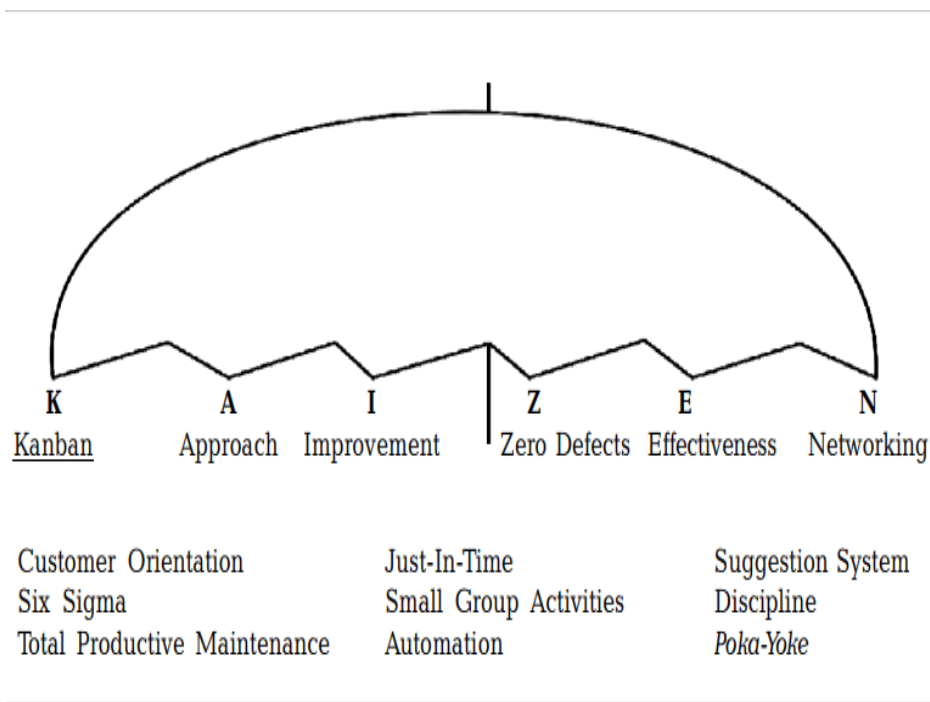 K A I Z E N
Kanban Approach Improvement Zero Defects Effectiveness Networking
Customer Orientation Just-In-Time Suggestion System
Six Sigma Small Group Activities Discipline
Total Productive Maintenance Automation Poka-Yoke